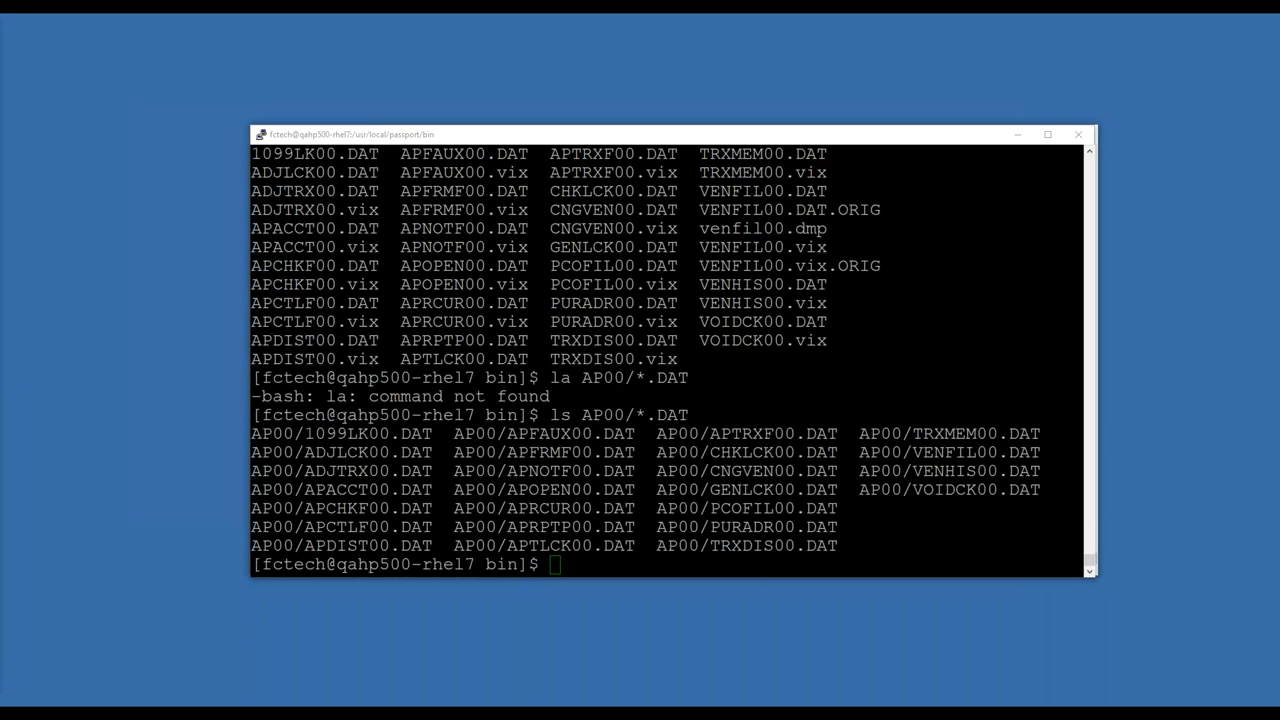 fctech@qahp500-rhel7:/usr/local/passport/bin
1099LK00.DAT  APFAUX00.DAT  APTRXF00.DAT  TRXMEM00.DAT
ADJLCK00.DAT  APFAUX00.vix  APTRXF00.vix  TRXMEM00.vix
ADJTRX00.DAT  APFRMF00.DAT  CHKLCK00.DAT  VENFIL00.DAT
ADJTRX00.vix  APFRMF00.vix  CNGVEN00.DAT  VENFIL00.DAT.ORIG
APACCT00.DAT  APNOTF00.DAT  CNGVEN00.vix  venfil00.dmp
APACCT00.vix  APNOTF00.vix  GENLCK00.DAT  VENFIL00.vix
APCHKF00.DAT  APOPEN00.DAT  PCOFIL00.DAT  VENFIL00.vix.ORIG
APCHKF00.vix  APOPEN00.vix  PCOFIL00.vix  VENHIS00.DAT
APCTLF00.DAT  APRCUR00.DAT  PURADR00.DAT  VENHIS00.vix
APCTLF00.vix  APRCUR00.vix  PURADR00.vix  VOIDCK00.DAT
APDIST00.DAT  APRPTP00.DAT  TRXDIS00.DAT  VOIDCK00.vix
APDIST00.vix  APTLCK00.DAT  TRXDIS00.vix
[fctech@qahp500-rhel7 bin]$ la AP00/*.DAT
-bash: la: command not found
[fctech@qahp500-rhel7 bin]$ ls AP00/*.DAT
AP00/1099LK00.DAT  AP00/APFAUX00.DAT  AP00/APTRXF00.DAT  AP00/TRXMEM00.DAT
AP00/ADJLCK00.DAT  AP00/APFRMF00.DAT  AP00/CHKLCK00.DAT  AP00/VENFIL00.DAT
AP00/ADJTRX00.DAT  AP00/APNOTF00.DAT  AP00/CNGVEN00.DAT  AP00/VENHIS00.DAT
AP00/APACCT00.DAT  AP00/APOPEN00.DAT  AP00/GENLCK00.DAT  AP00/VOIDCK00.DAT
AP00/APCHKF00.DAT  AP00/APRCUR00.DAT  AP00/PCOFIL00.DAT
AP00/APCTLF00.DAT  AP00/APRPTP00.DAT  AP00/PURADR00.DAT
AP00/APDIST00.DAT  AP00/APTLCK00.DAT  AP00/TRXDIS00.DAT
[fctech@qahp500-rhel7 bin]$